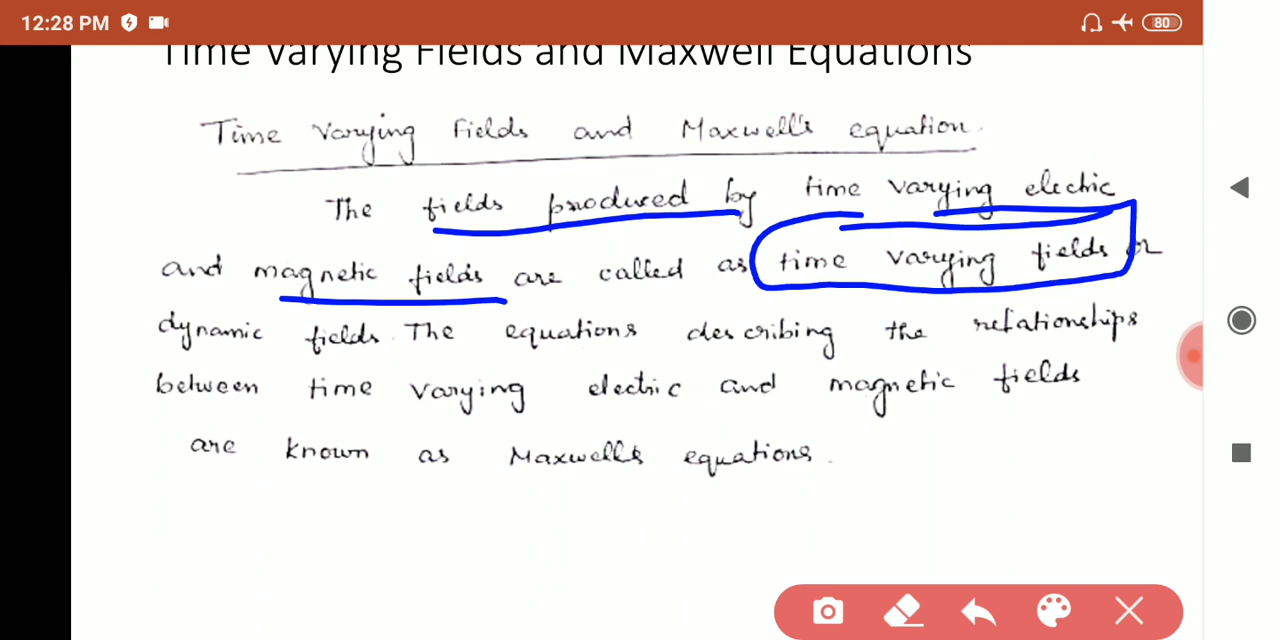 12:28 PM
80
Time Varying Fields and Maxwell Equations
Time Varying Fields and Maxwell's equation.
The fields produced by time varying electric
and magnetic fields are called as time varying fields or
dynamic fields. The equations describing the relationships
between time varying electric and magnetic fields
are known as Maxwell's equations.